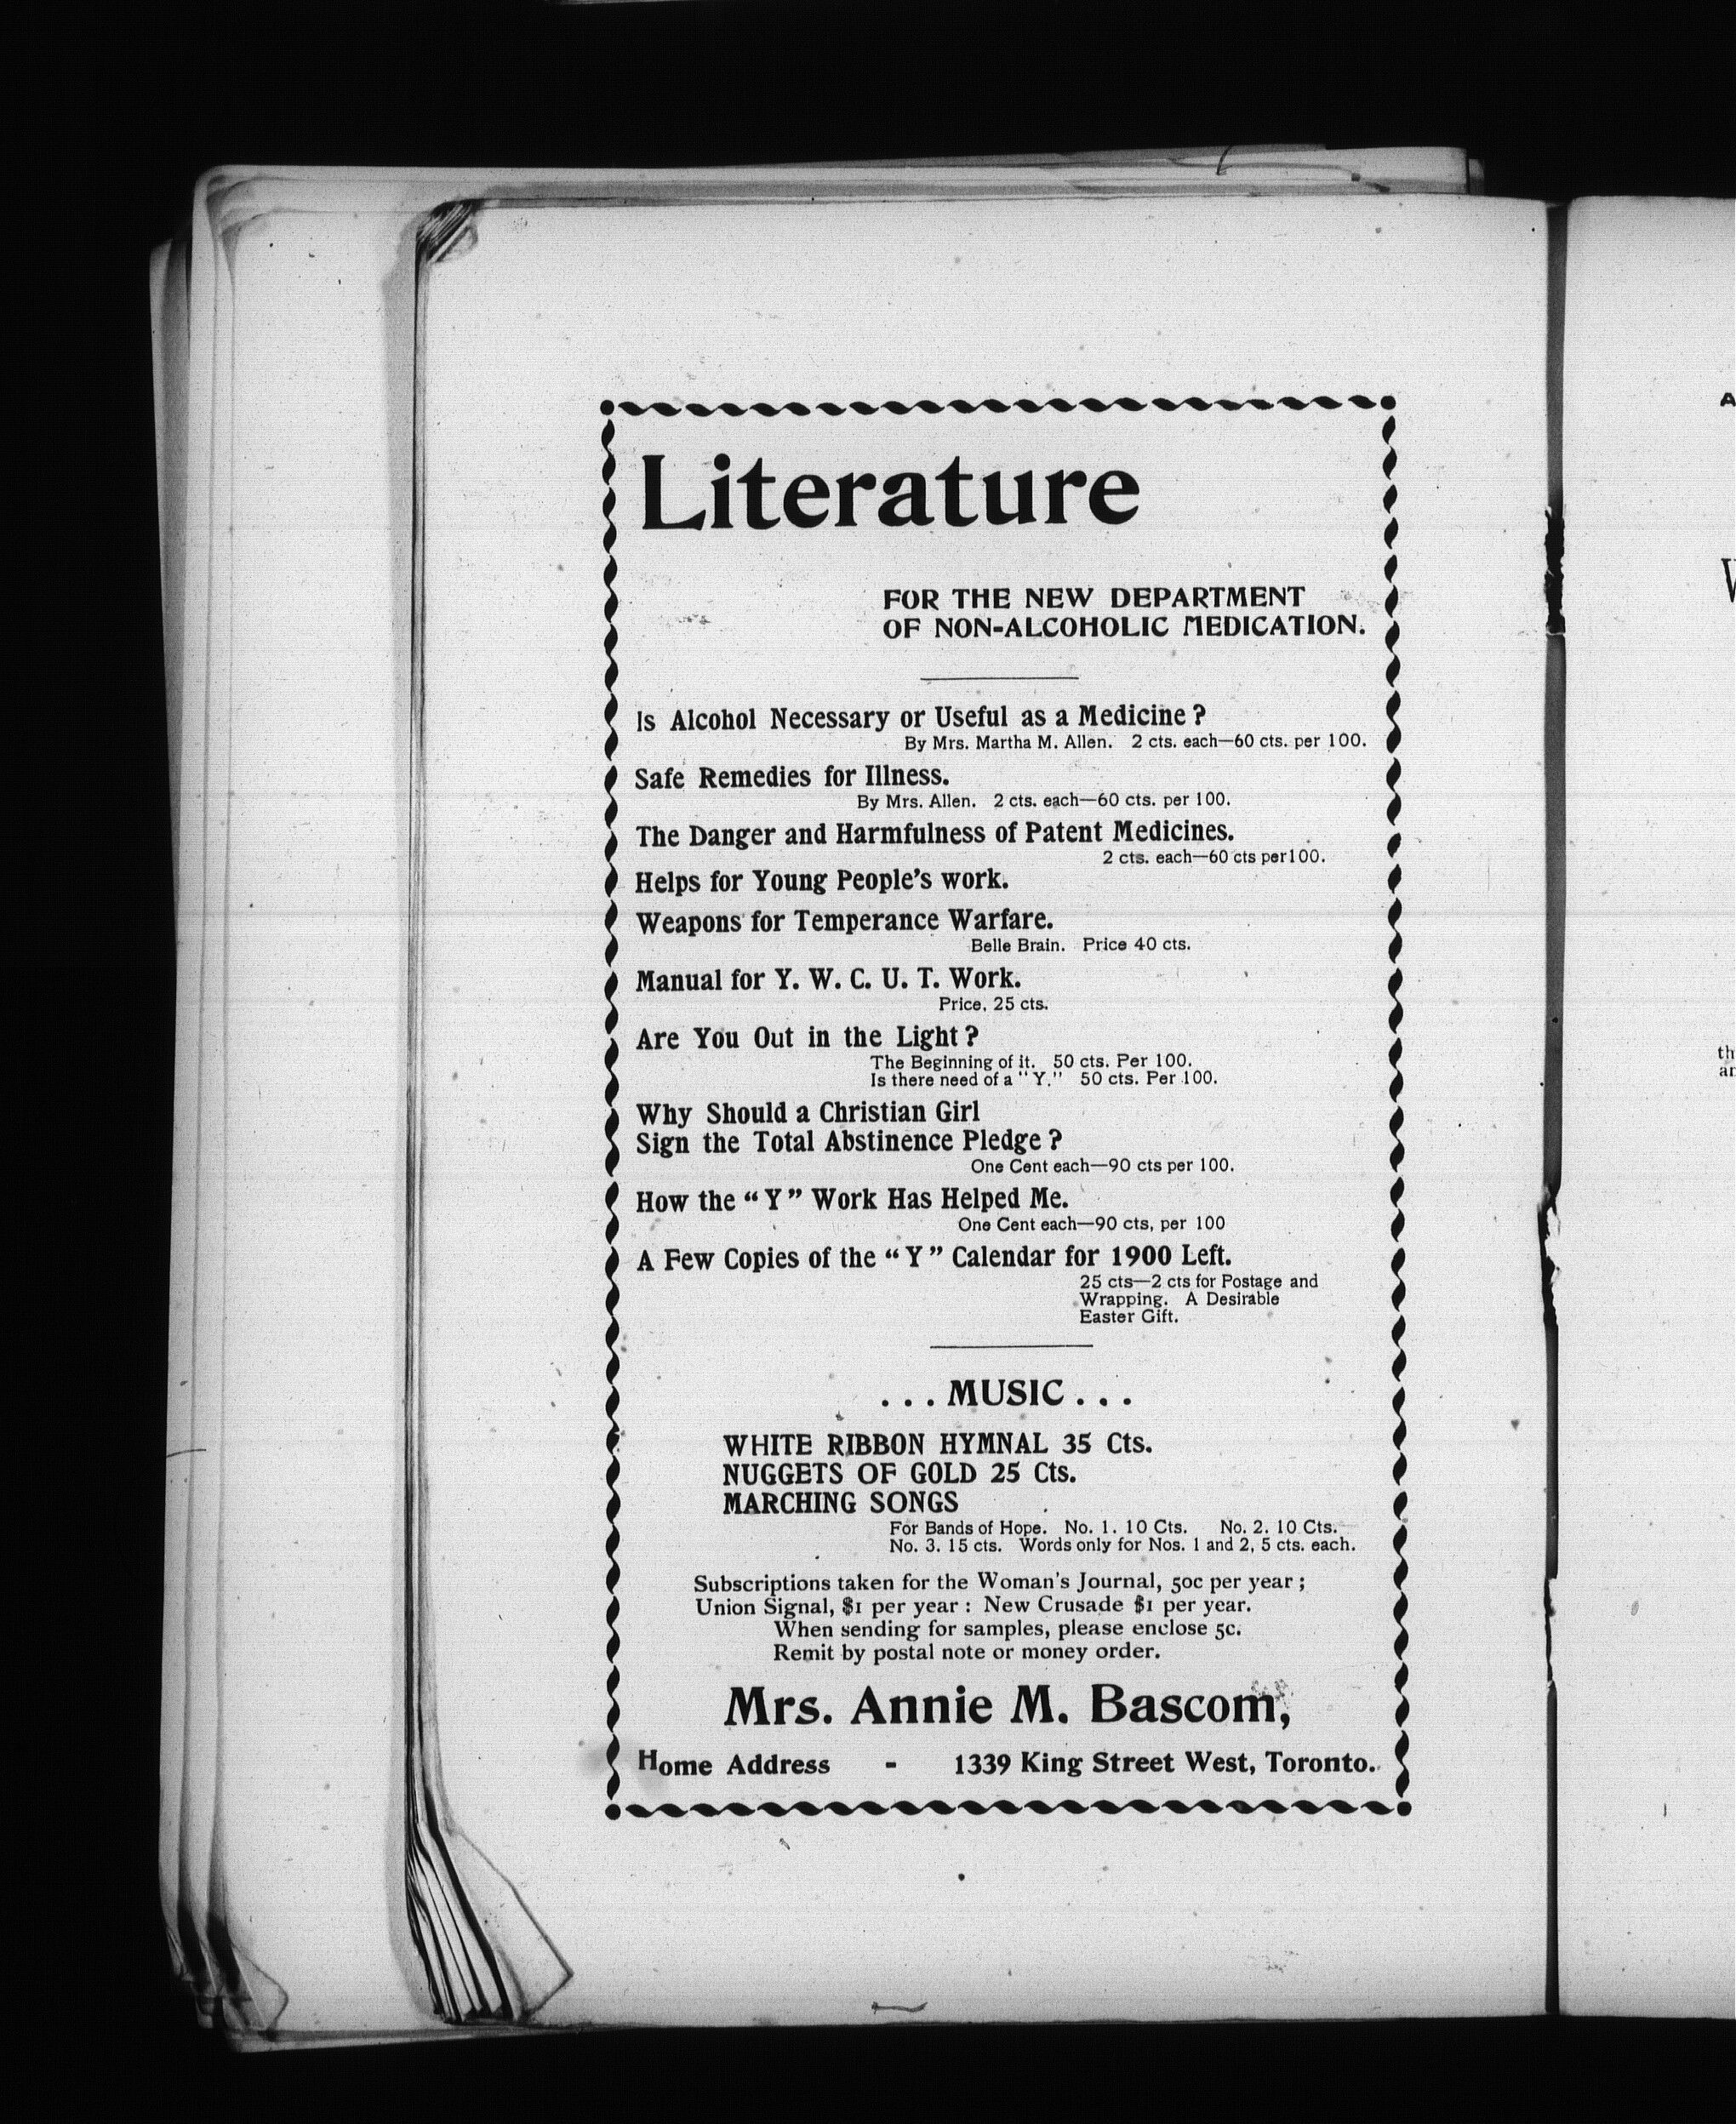 Literature
FOR THE NEW DEPARTMENT
OF NON-ALCOHOLIC MEDICATION.
Is Alcohol Necessary or Useful as a Medicine?
By Mrs. Martha M. Allen. 2 cts. each—60 cts. per 100.
Safe Remedies for Illness.
By Mrs. Allen. 2 cts. each—60 cts. per 100.
The Danger and Harmfulness of Patent Medicines.
2 cts. each—60 cts per100.
Helps for Young People's work.
Weapons for Temperance Warfare.
Belle Brain. Price 40 cts.
Manual for Y. W. C. U. T. Work.
Price, 25 cts.
Are You Out in the Light?
The Beginning of it. 50 cts. Per 100.
Is there need of a "Y." 50 cts. Per 100.
Why Should a Christian Girl
Sign the Total Abstinence Pledge?
One Cent each—90 cts per 100.
How the "Y" Work Has Helped Me.
One Cent each—90 cts, per 100
A Few Copies of the "Y" Calendar for 1900 Left.
25 cts—2 cts for Postage and
Wrapping. A Desirable
Easter Gift.
... MUSIC ...
WHITE RIBBON HYMNAL 35 Cts.
NUGGETS OF GOLD 25 Cts.
MARCHING SONGS
For Bands of Hope. No. 1. 10 Cts. No. 2. 10 Cts.
No. 3. 15 cts. Words only for Nos. 1 and 2, 5 cts. each.
Subscriptions taken for the Woman's Journal, 50c per year;
Union Signal, $1 per year: New Crusade $1 per year.
When sending for samples, please enclose 5c.
Remit by postal note or money order.
Mrs. Annie M. Bascom,
Home Address - 1339 King Street West, Toronto.